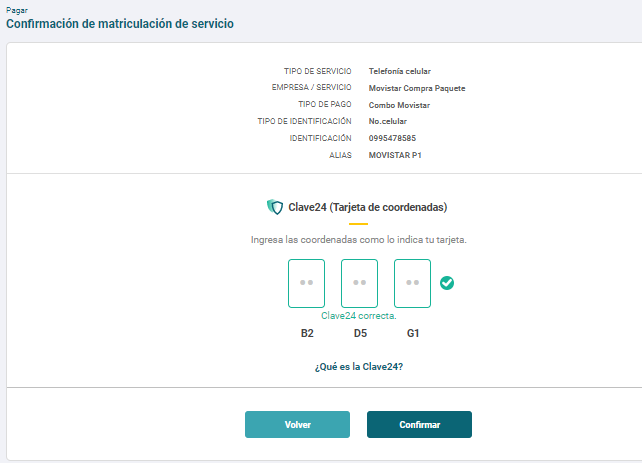 Pagar
Confirmación de matriculación de servicio
TIPO DE SERVICIO Telefonía celular
EMPRESA / SERVICIO Movistar Compra Paquete
TIPO DE PAGO Combo Movistar
TIPO DE IDENTIFICACIÓN No.celular
IDENTIFICACIÓN 0995478585
ALIAS MOVISTAR P1
Clave24 (Tarjeta de coordenadas)
Ingresa las coordenadas como lo indica tu tarjeta.
Clave24 correcta.
B2 D5 G1
¿Qué es la Clave24?
Volver Confirmar